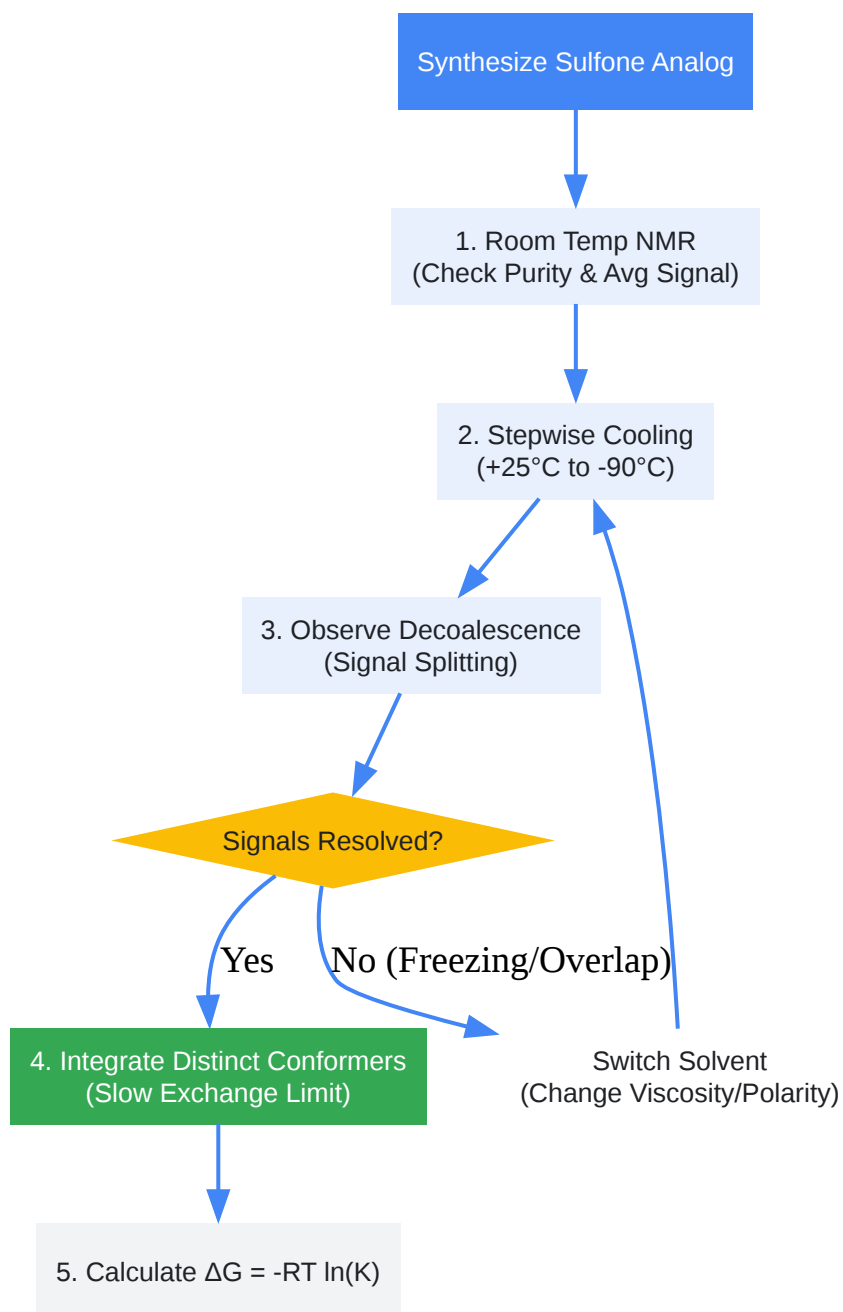 Synthesize Sulfone Analog
1. Room Temp NMR
(Check Purity & Avg Signal)
2. Stepwise Cooling
(+25°C to -90°C)
3. Observe Decoalescence
(Signal Splitting)
Signals Resolved?
Yes
No (Freezing/Overlap)
4. Integrate Distinct Conformers
(Slow Exchange Limit)
Switch Solvent
(Change Viscosity/Polarity)
5. Calculate ΔG = -RT ln(K)